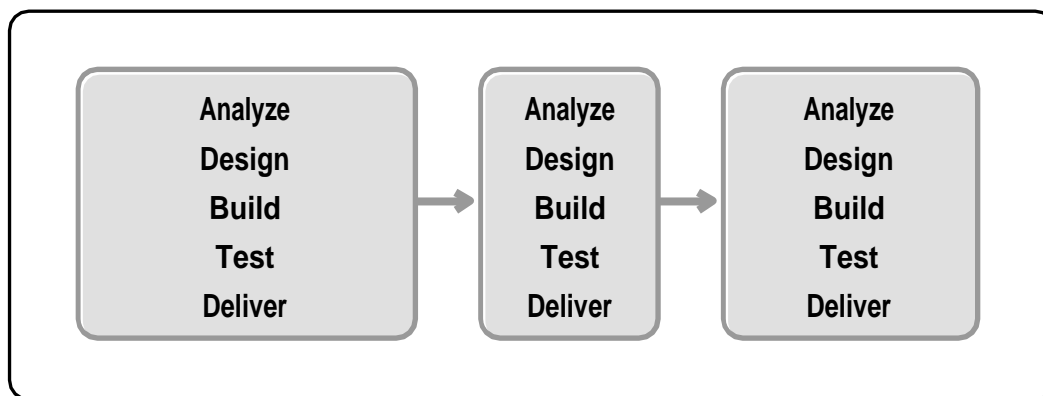 Analyze
Design
Build
Test
Deliver
Analyze
Design
Build
Test
Deliver
Analyze
Design
Build
Test
Deliver